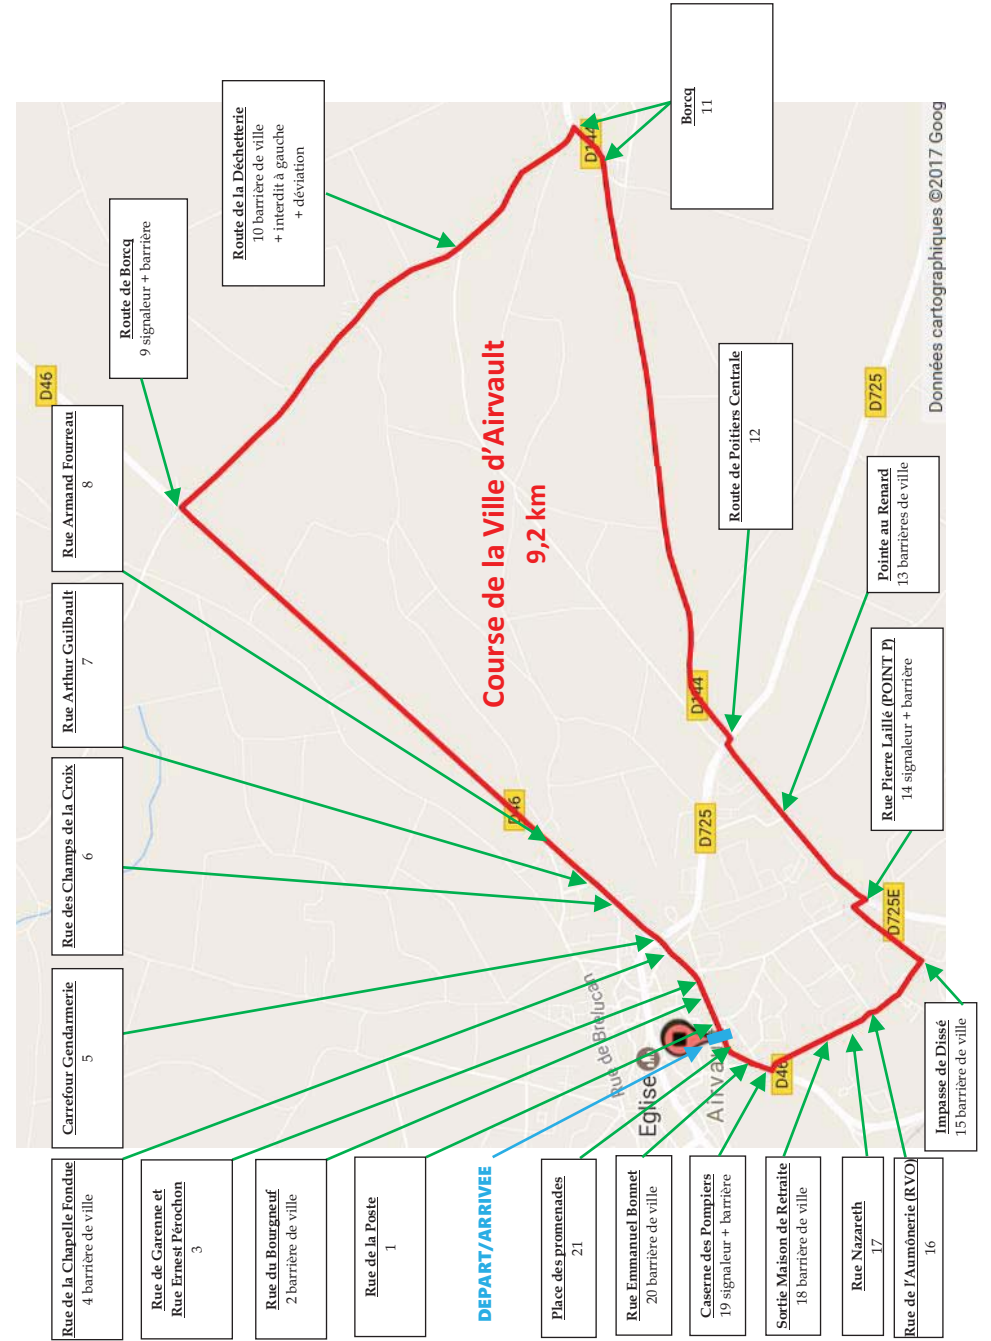 Rue de la Chapelle Fondue
4 barrière de ville
Carrefour Gendarmerie
5
Rue des Champs de la Croix
6
Rue Arthur Guilbault
7
Rue Armand Fourreau
8
D46
Route de Borcq
9 signaleur + barrière
Route de la Déchetterie
10 barrière de ville
+ interdit à gauche
+ déviation
Borcq
11
D144
Rue de Garenne et
Rue Ernest Pérochon
3
Rue du Bourgneuf
2 barrière de ville
Rue de la Poste
1
DEPART/ARRIVEE
Course de la Ville d'Airvault
9,2 km
D46
D144
D725
D725
D725E
D46
Rue de Brelucan
Eglise
Airvau
Route de Poitiers Centrale
12
Pointe au Renard
13 barrières de ville
Rue Pierre Laillé (POINT P)
14 signaleur + barrière
Impasse de Dissé
15 barrière de ville
Place des promenades
21
Rue Emmanuel Bonnet
20 barrière de ville
Caserne des Pompiers
19 signaleur + barrière
Sortie Maison de Retraite
18 barrière de ville
Rue Nazareth
17
Rue de l'Aumônerie (RVO)
16
Données cartographiques ©2017 Goog